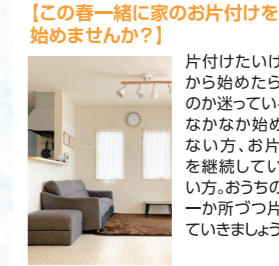 【この春一緒に家のお片付けを
始めませんか？】
片付けたいけ
から始めたら
のか迷ってい
なかなか始め
ない方、お片
を継続してい
い方。おうちの
一か所づつ片
ていきましょう